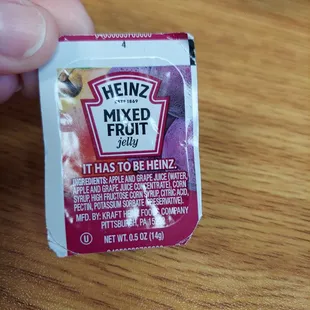 4
HEINZ
ESTD 1869
MIXED
FRUIT
jelly
IT HAS TO BE HEINZ.
INGREDIENTS: APPLE AND GRAPE JUICE (WATER,
APPLE AND GRAPE JUICE CONCENTRATE), CORN
SYRUP, HIGH FRUCTOSE CORN SYRUP, CITRIC ACID,
PECTIN, POTASSIUM SORBATE (PRESERVATIVE).
MFD. BY: KRAFT HEINZ FOODS COMPANY
PITTSBURGH, PA
U NET WT. 0.5 OZ (14g)